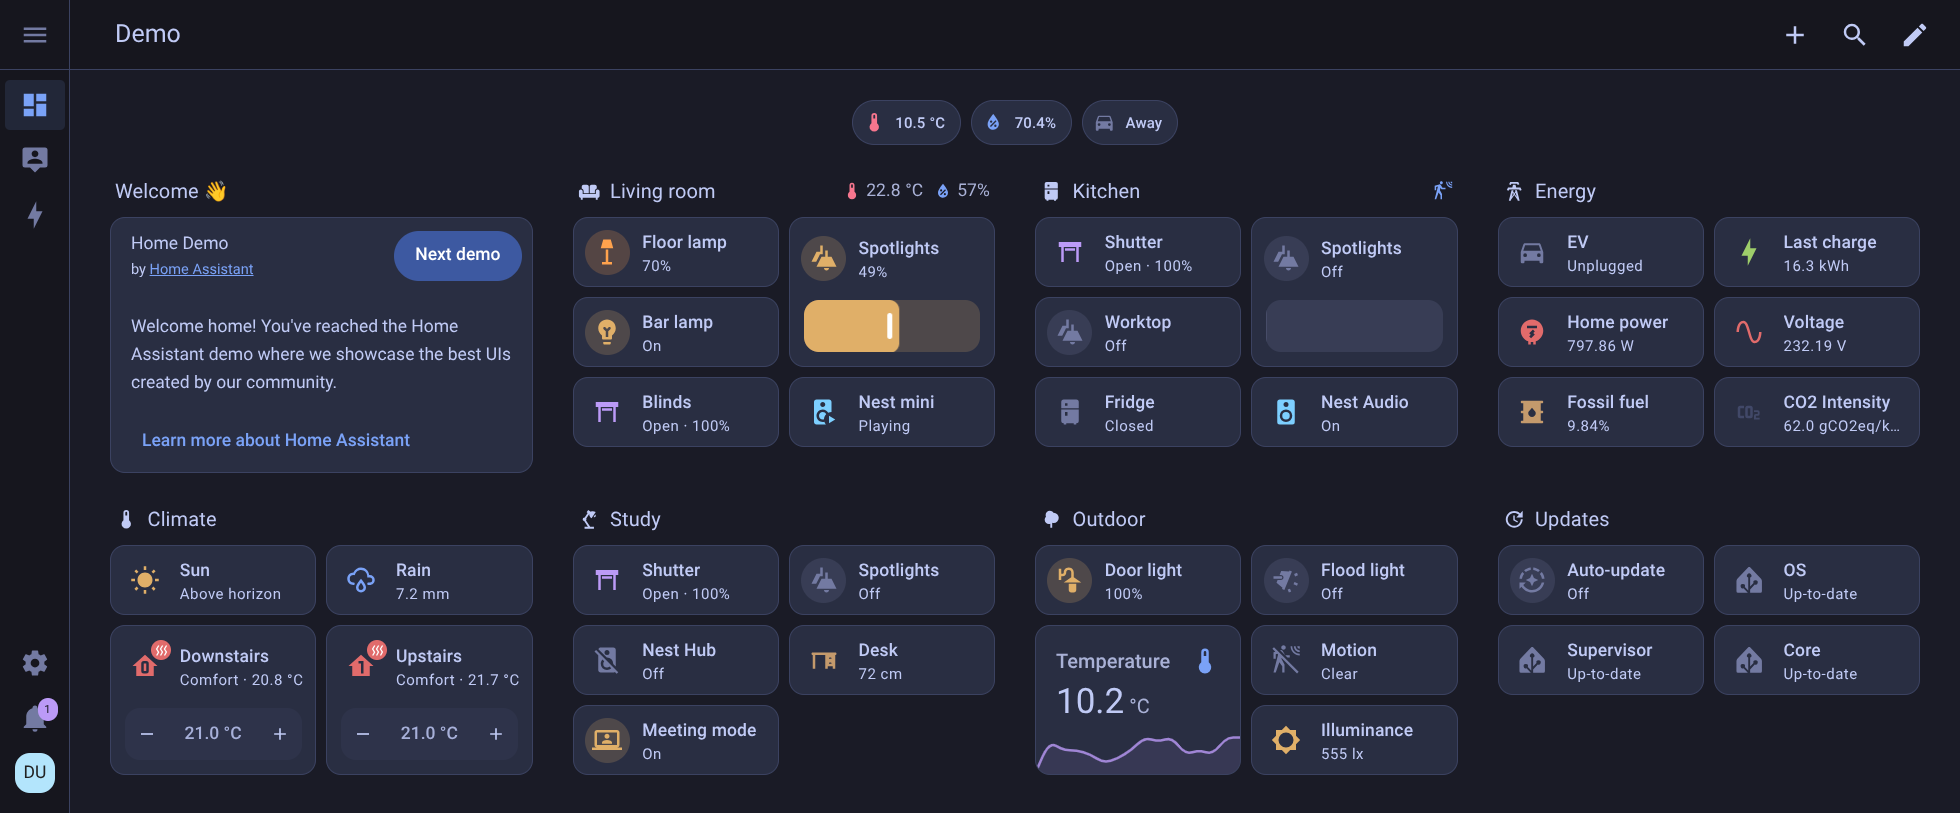 Demo
10.5 °C
70.4%
Away
Welcome 👋
Home Demo
by Home Assistant
Next demo
Welcome home! You've reached the Home
Assistant demo where we showcase the best UIs
created by our community.
Learn more about Home Assistant
Living room
22.8 °C
57%
Floor lamp
70%
Spotlights
49%
Bar lamp
On
Blinds
Open · 100%
Nest mini
Playing
Kitchen
Shutter
Open · 100%
Spotlights
Off
Worktop
Off
Fridge
Closed
Nest Audio
On
Energy
EV
Unplugged
Last charge
16.3 kWh
Home power
797.86 W
Voltage
232.19 V
Fossil fuel
9.84%
CO2
CO2 Intensity
62.0 gCO2eq/k...
Climate
Sun
Above horizon
Rain
7.2 mm
0
Downstairs
Comfort · 20.8 °C
− 21.0 °C +
1
Upstairs
Comfort · 21.7 °C
− 21.0 °C +
Study
Shutter
Open · 100%
Spotlights
Off
Nest Hub
Off
Desk
72 cm
Meeting mode
On
Outdoor
Door light
100%
Flood light
Off
Temperature
10.2 °C
Motion
Clear
Illuminance
555 lx
Updates
Auto-update
Off
OS
Up-to-date
Supervisor
Up-to-date
Core
Up-to-date
1
DU